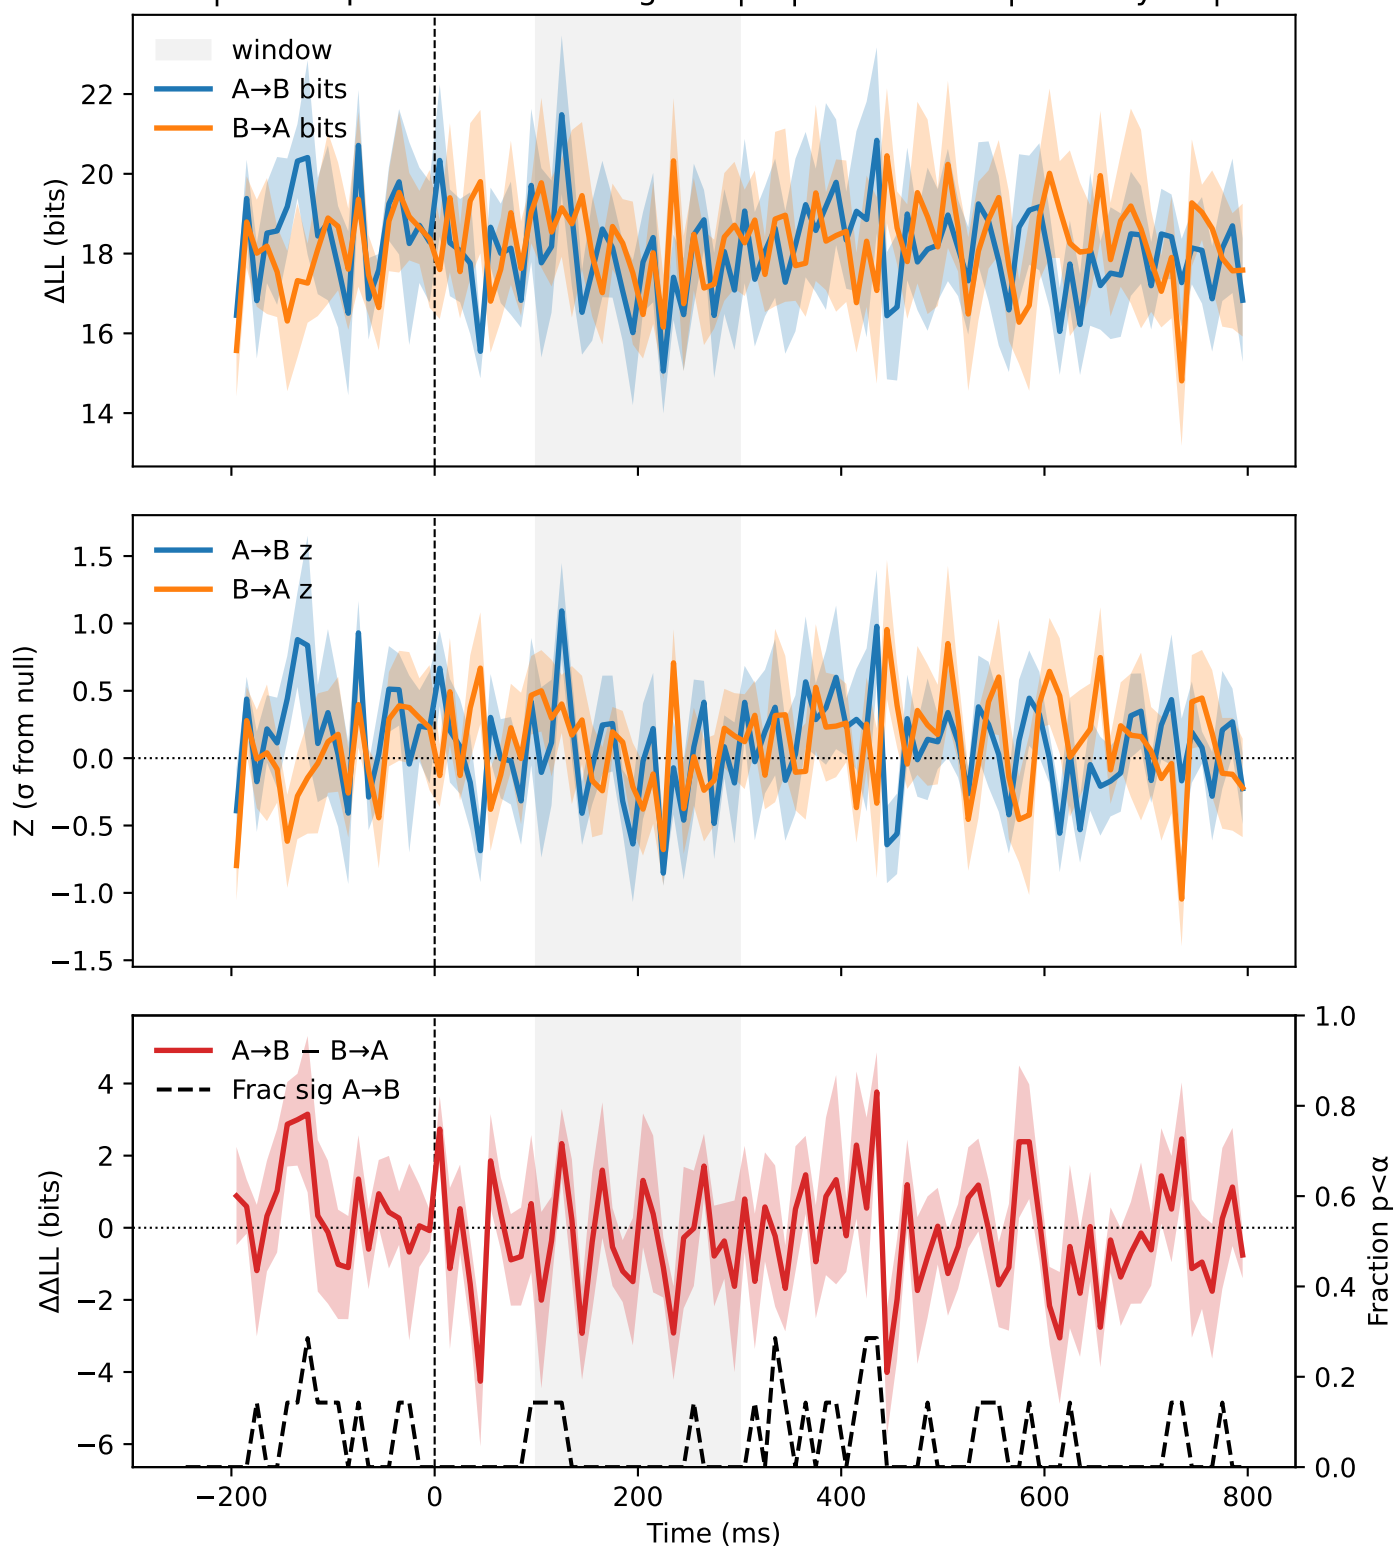 window
A→B bits
B→A bits
22
20
18
16
14
ΔLL (bits)
A→B z
B→A z
1.5
1.0
0.5
0.0
−0.5
−1.0
−1.5
Z (σ from null)
A→B − B→A
Frac sig A→B
4
2
0
−2
−4
−6
ΔΔLL (bits)
1.0
0.8
0.6
0.4
0.2
0.0
Fraction p<α
−200
0
200
400
600
800
Time (ms)